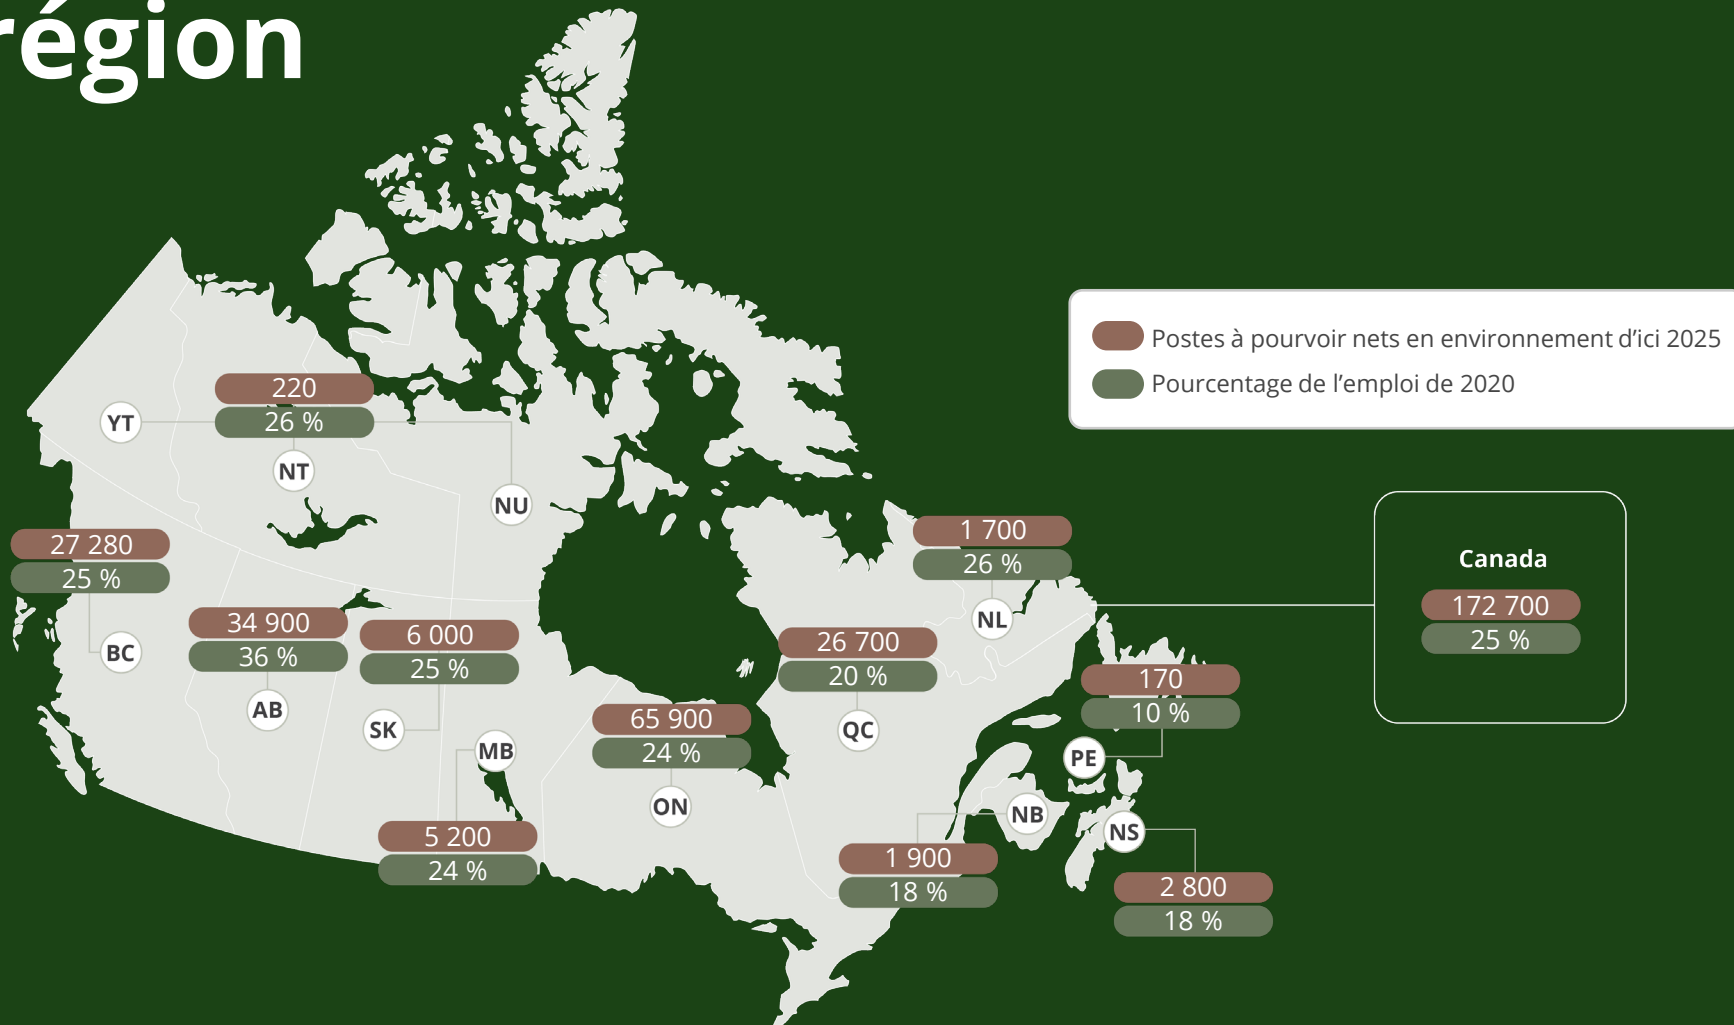 région
Postes à pourvoir nets en environnement d’ici 2025
Pourcentage de l’emploi de 2020
220
26 %
YT
NT
NU
27 280
25 %
BC
34 900
36 %
AB
6 000
25 %
SK
MB
5 200
24 %
65 900
24 %
ON
26 700
20 %
QC
1 700
26 %
NL
170
10 %
PE
NB
1 900
18 %
NS
2 800
18 %
Canada
172 700
25 %